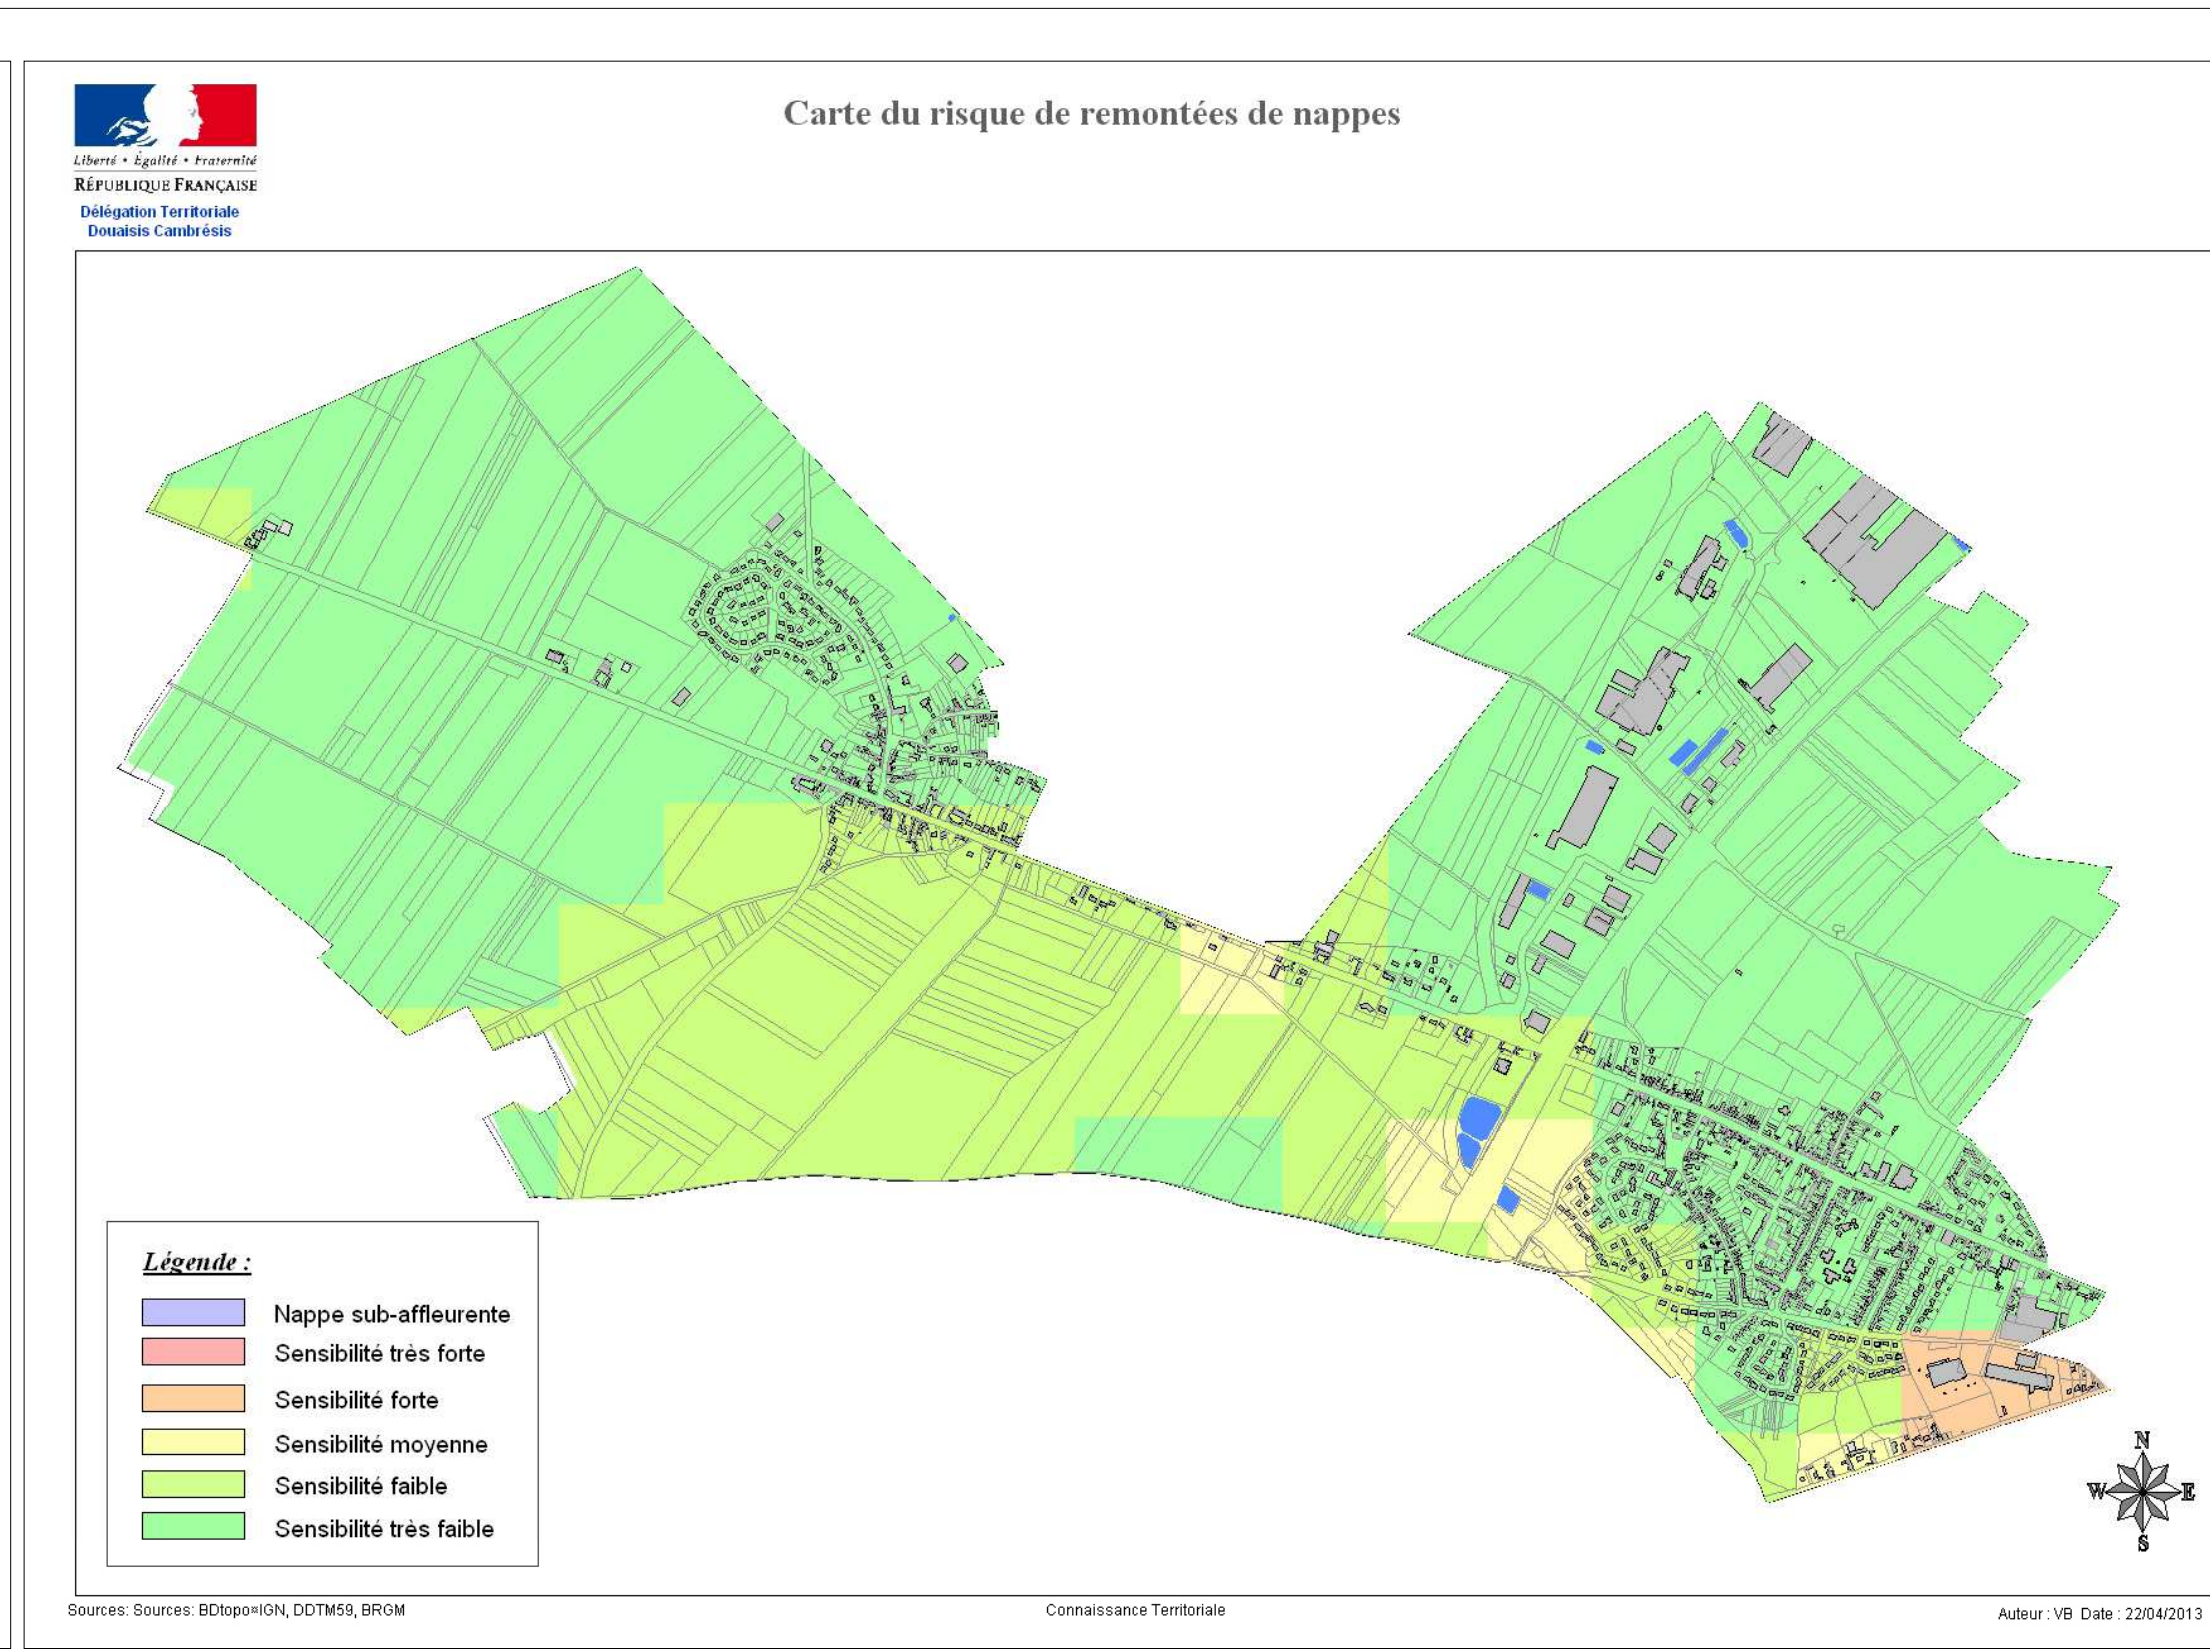 Liberté • Égalité • Fraternité
RÉPUBLIQUE FRANÇAISE
Délégation Territoriale
Douaisis Cambrésis
Carte du risque de remontées de nappes
Légende :
Nappe sub-affleurente
Sensibilité très forte
Sensibilité forte
Sensibilité moyenne
Sensibilité faible
Sensibilité très faible
N
W E
S
Sources: Sources: BDtopo¤IGN, DDTM59, BRGM
Connaissance Territoriale
Auteur : VB Date : 22/04/2013